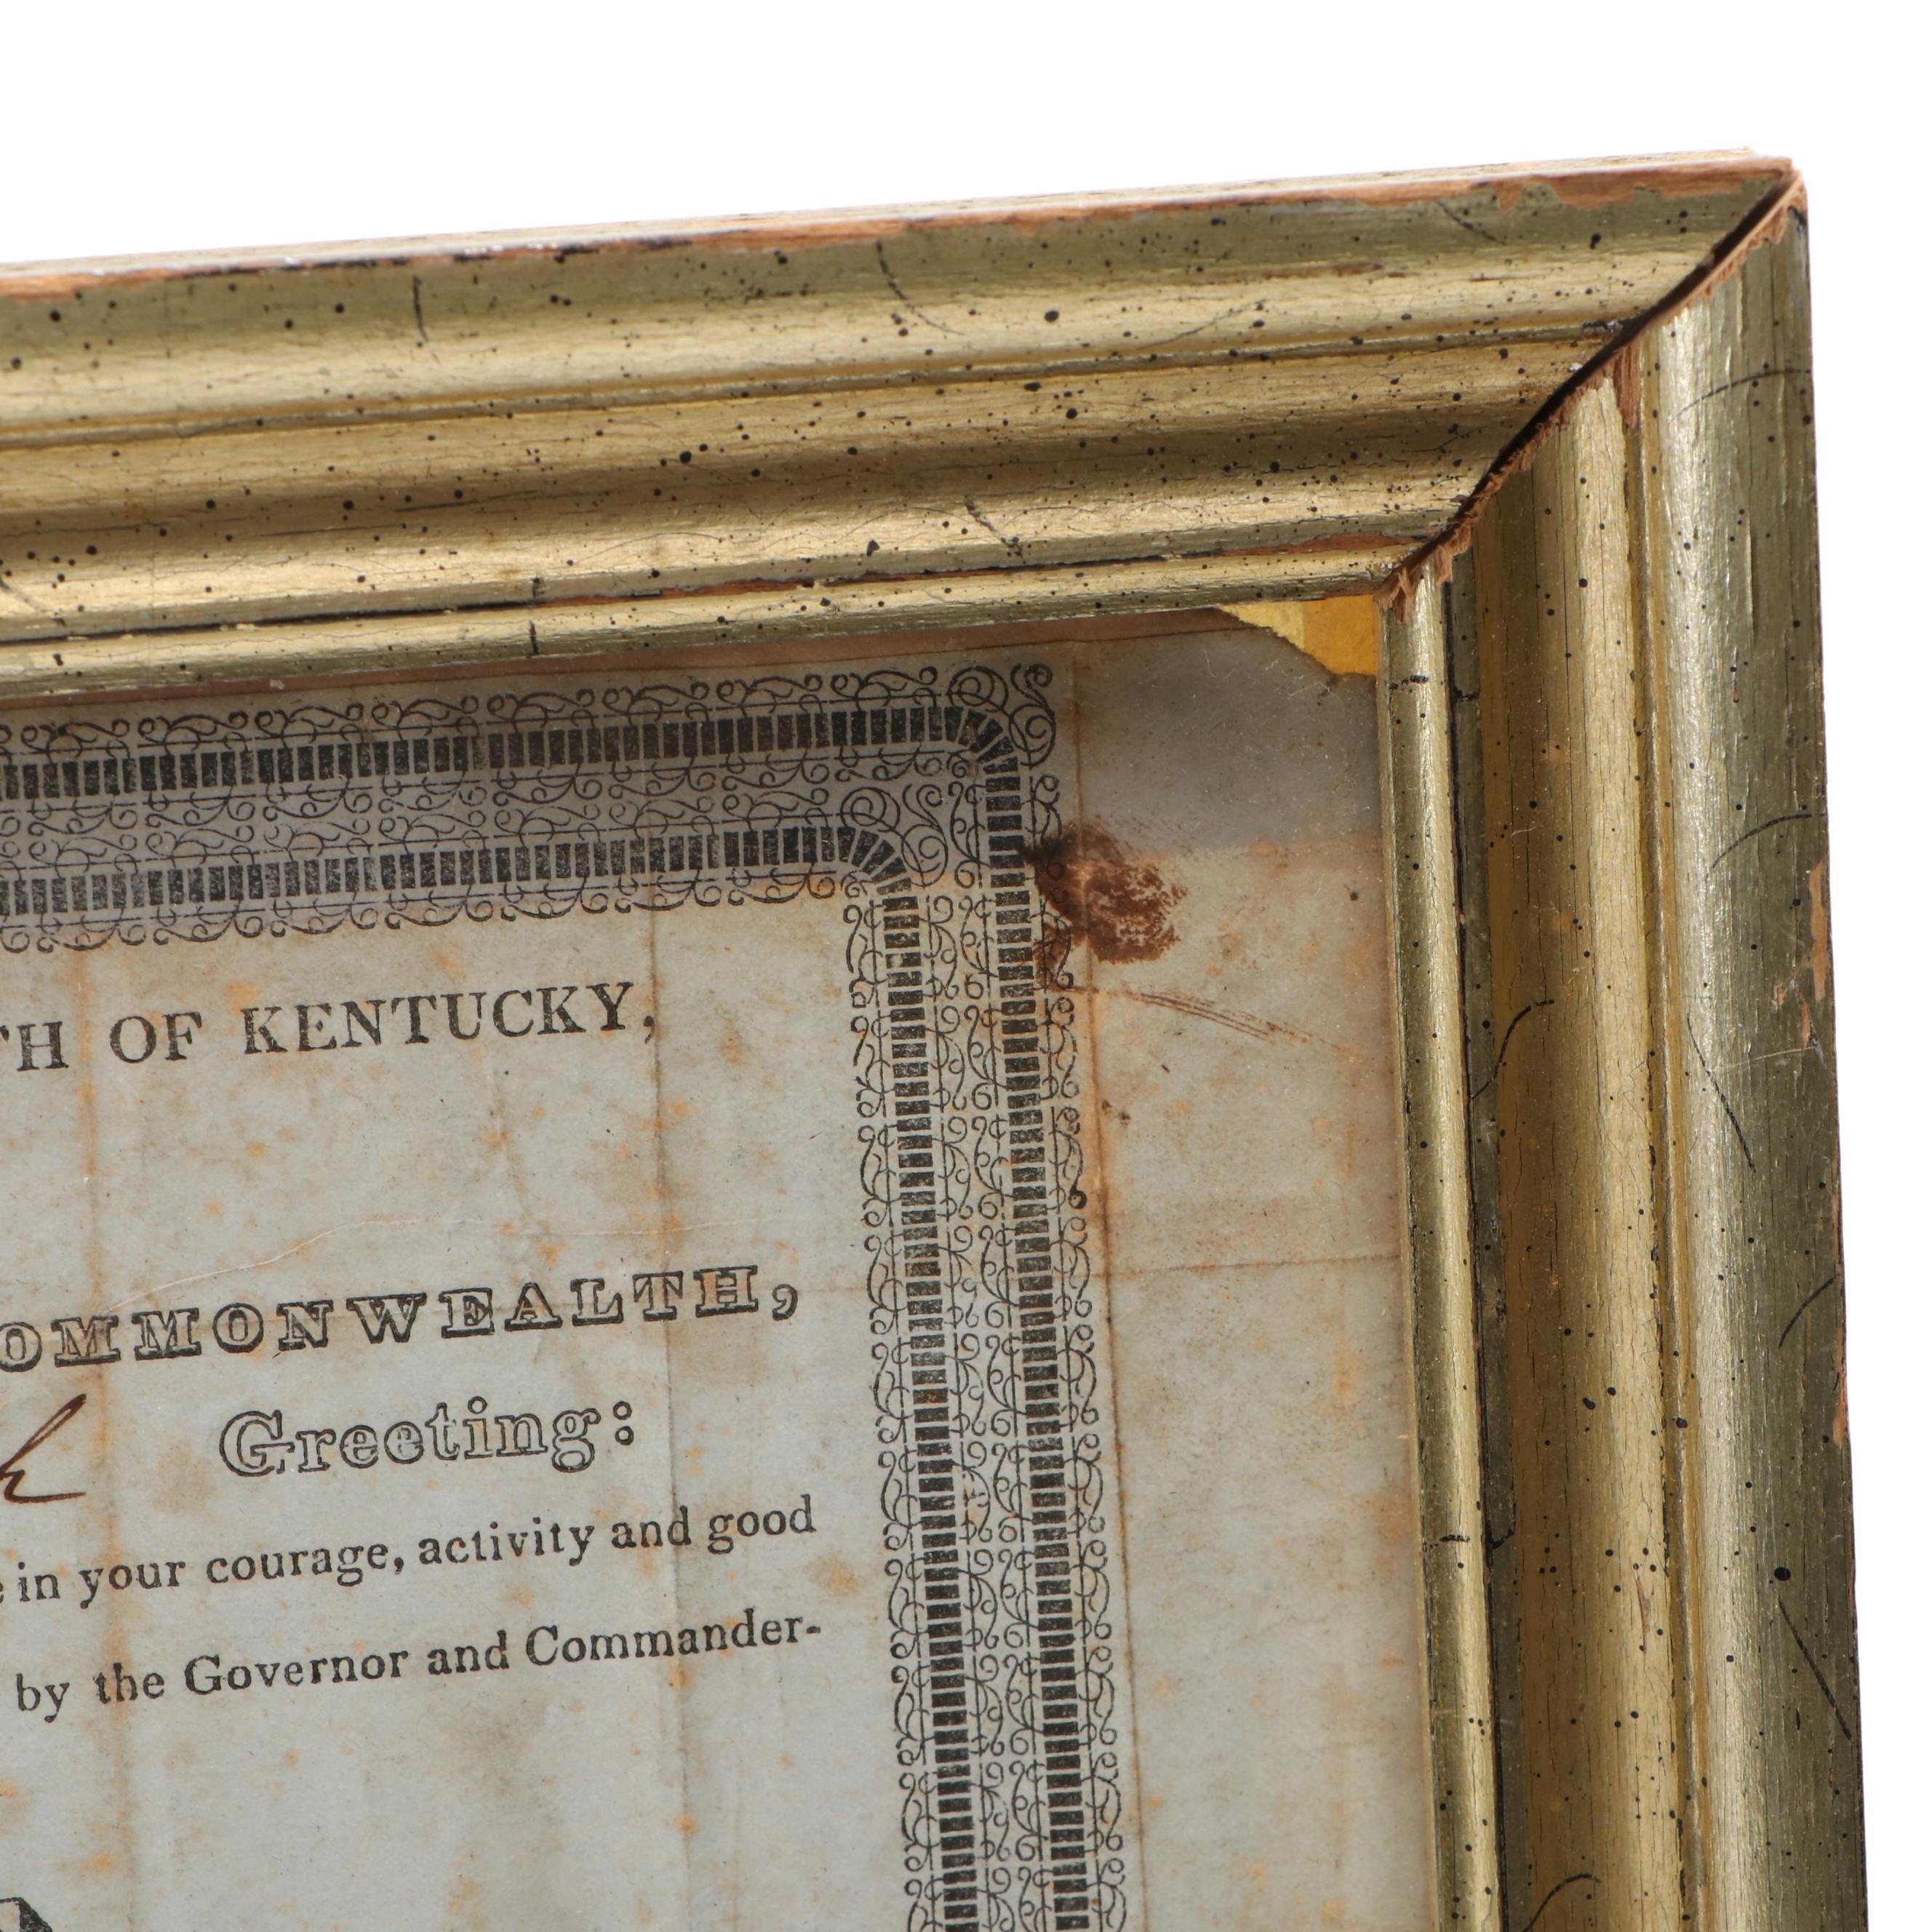 TH OF KENTUCKY,
OMMONWEALTH,
h Greeting:
e in your courage, activity and good
by the Governor and Commander-